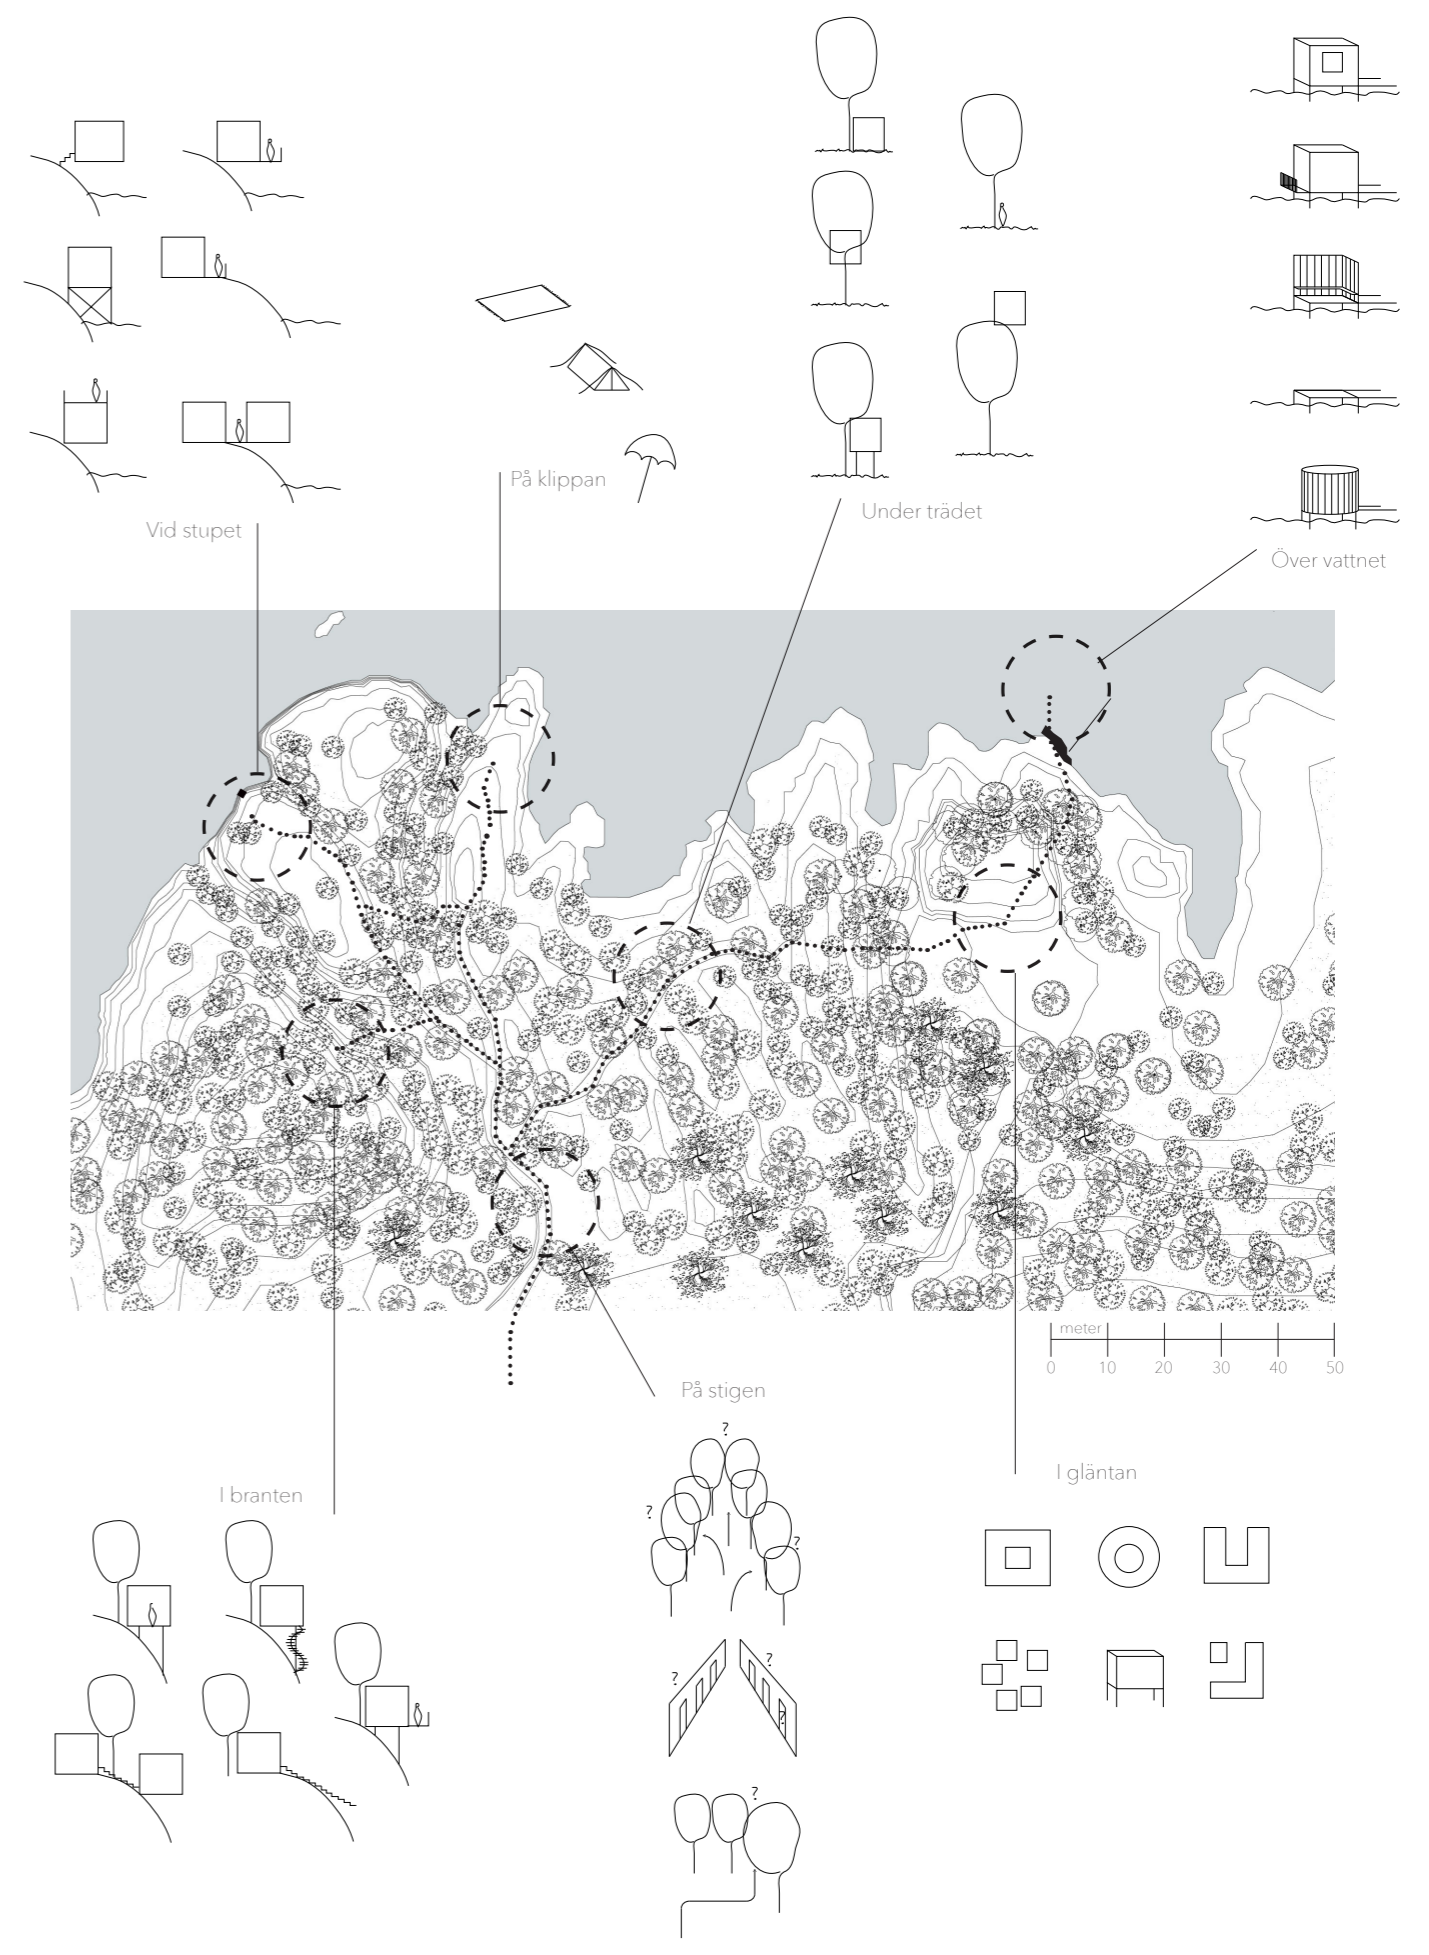 På klippan
Under trädet
Vid stupet
Över vattnet
meter
0 10 20 30 40 50
På stigen
?
I gläntan
I branten
?
?
?
?
?
?